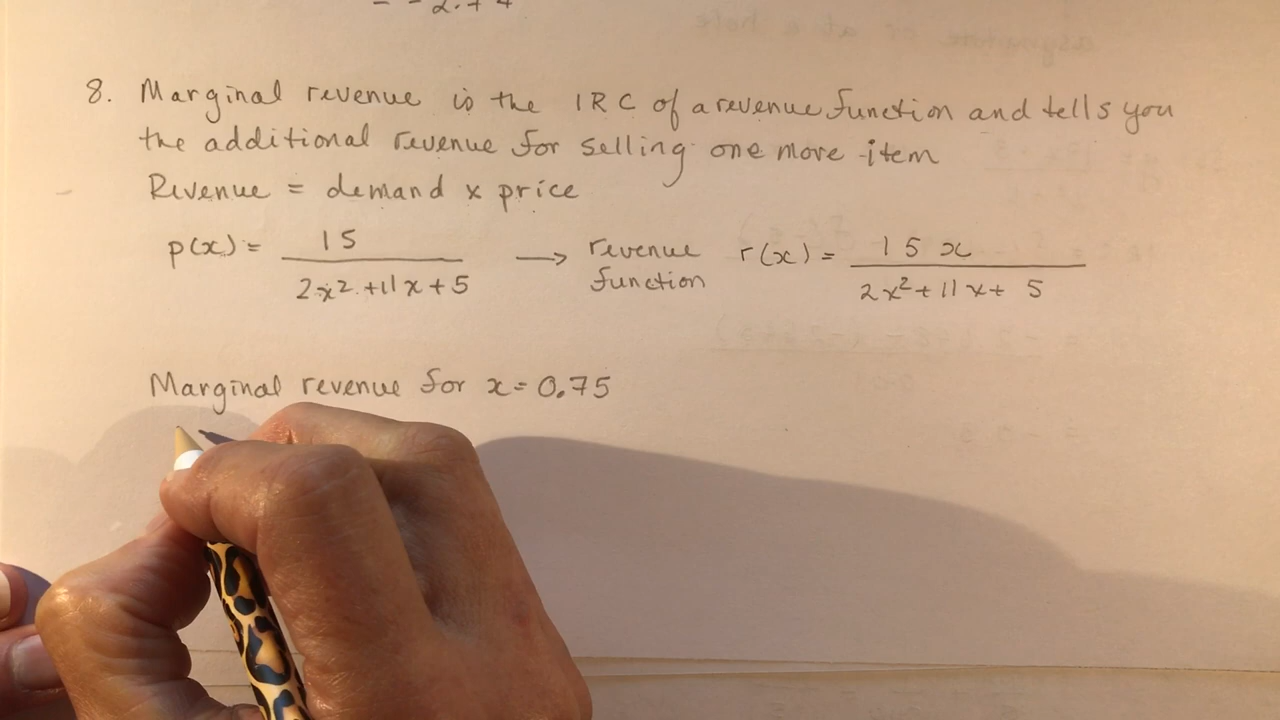 8. Marginal revenue is the IRC of a revenue function and tells you
the additional revenue for selling one more item
Revenue = demand x price
p(x) = 15 / 2x² + 11x + 5 → revenue function r(x) = 15x / 2x² + 11x + 5
Marginal revenue for x = 0.75